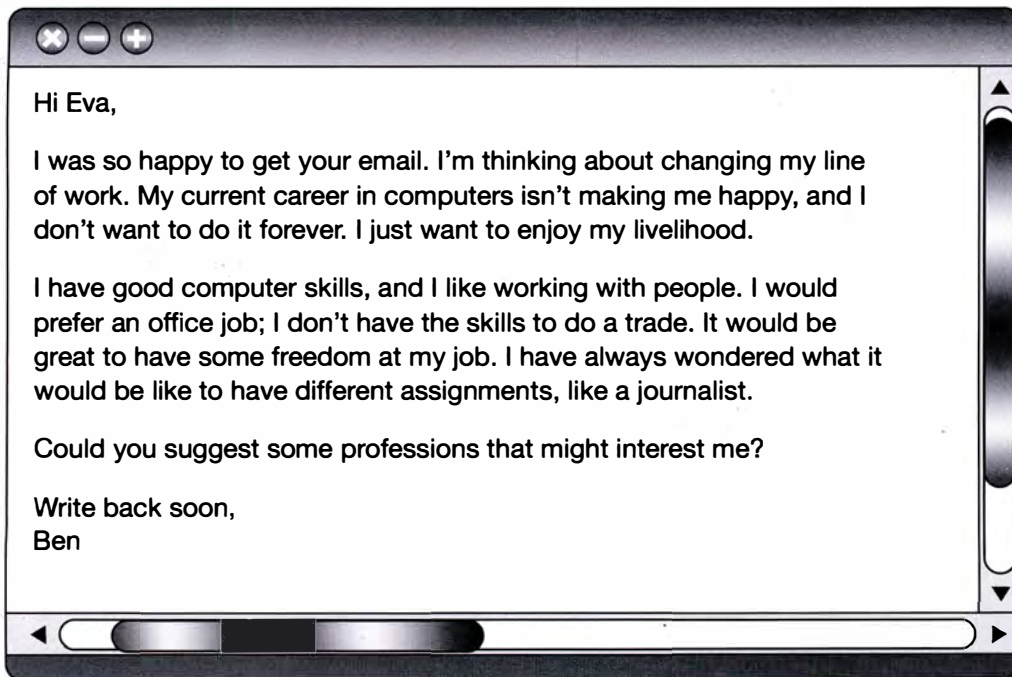 Hi Eva,
I was so happy to get your email. I'm thinking about changing my line
of work. My current career in computers isn't making me happy, and I
don't want to do it forever. I just want to enjoy my livelihood.
I have good computer skills, and I like working with people. I would
prefer an office job; I don't have the skills to do a trade. It would be
great to have some freedom at my job. I have always wondered what it
would be like to have different assignments, like a journalist.
Could you suggest some professions that might interest me?
Write back soon,
Ben